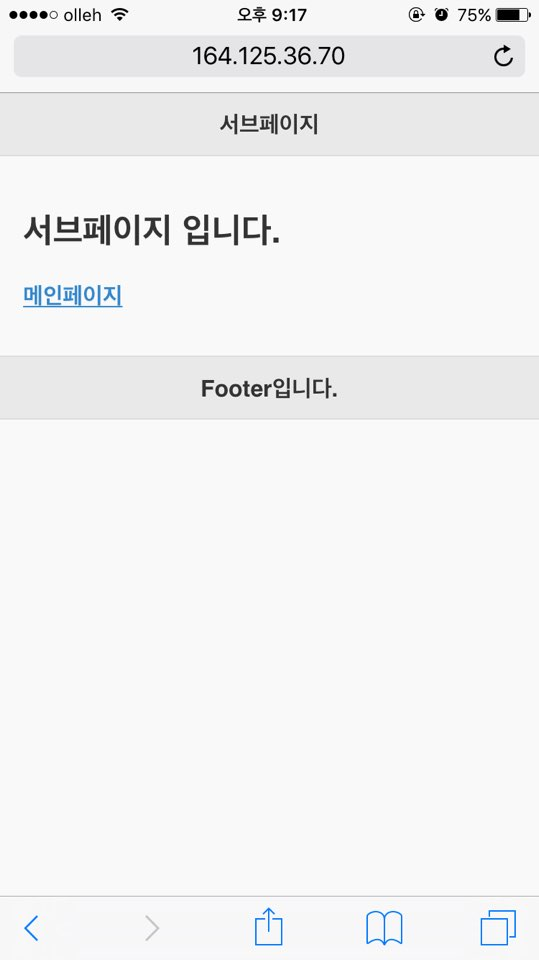 olleh 오후 9:17 75%
164.125.36.70
서브페이지
서브페이지 입니다.
메인페이지
Footer입니다.